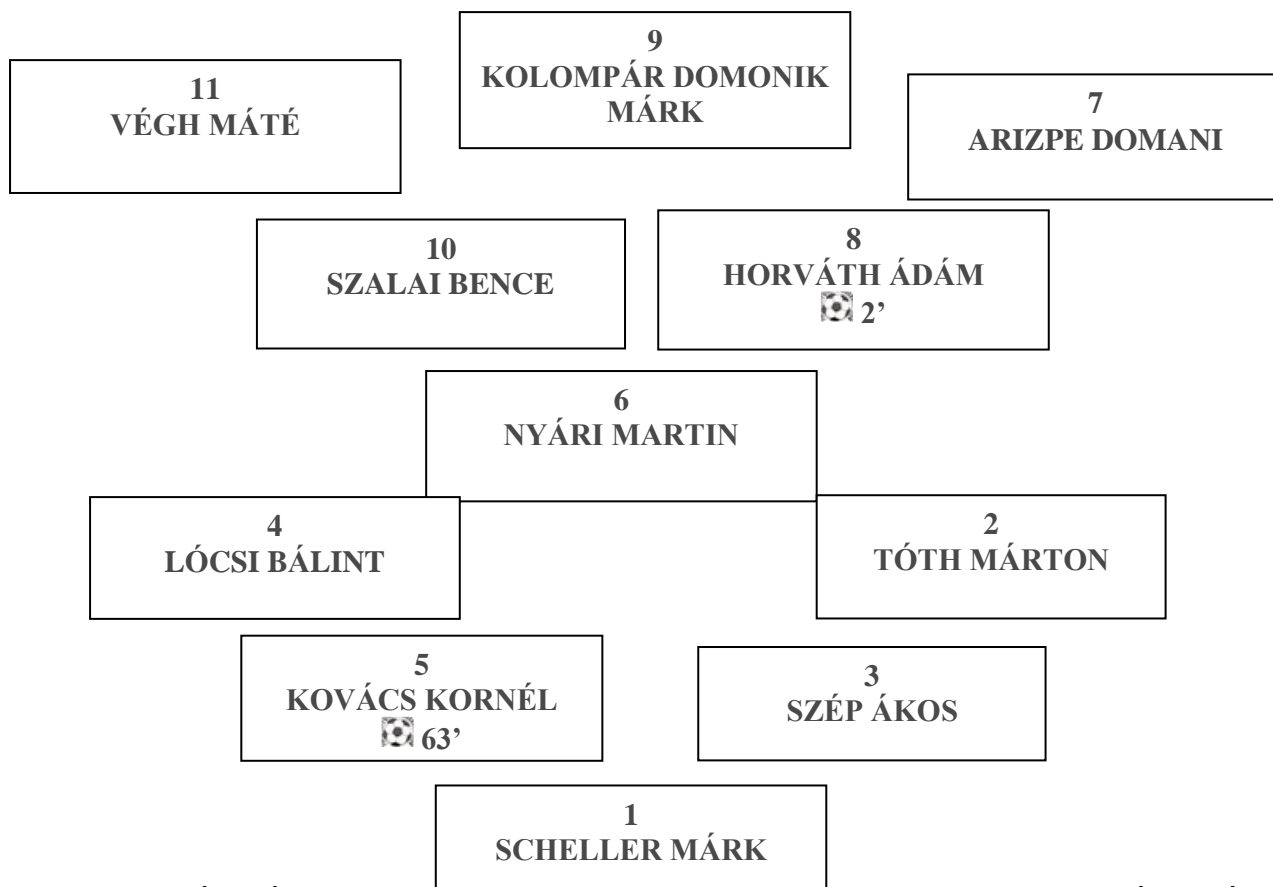 9
KOLOMPÁR DOMONIK
MÁRK
11
VÉGH MÁTÉ
7
ARIZPE DOMANI
10
SZALAI BENCE
8
HORVÁTH ÁDÁM
2’
6
NYÁRI MARTIN
4
LÓCSI BÁLINT
2
TÓTH MÁRTON
5
KOVÁCS KORNÉL
63’
3
SZÉP ÁKOS
1
SCHELLER MÁRK